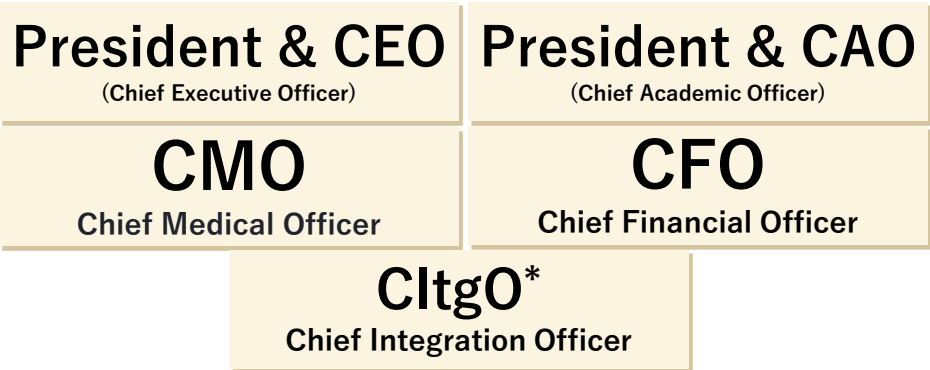 President & CEO
(Chief Executive Officer)
President & CAO
(Chief Academic Officer)
CMO
Chief Medical Officer
CFO
Chief Financial Officer
CItgO*
Chief Integration Officer